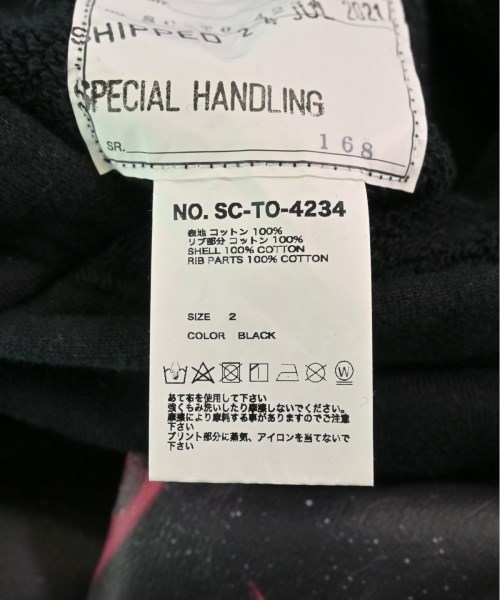 JUL 2021
SHIPPED
SPECIAL HANDLING
SR. 168
NO. SC-TO-4234
表地 コットン 100%
リブ部分 コットン 100%
SHELL 100% COTTON
RIB PARTS 100% COTTON
SIZE 2
COLOR BLACK
W
あて布を使用して下さい
強くもみ洗いしたり摩擦しないでください。
摩擦により摩耗する事がありますのでご注意
下さい
プリント部分に蒸気、アイロンを当てないで
下さい